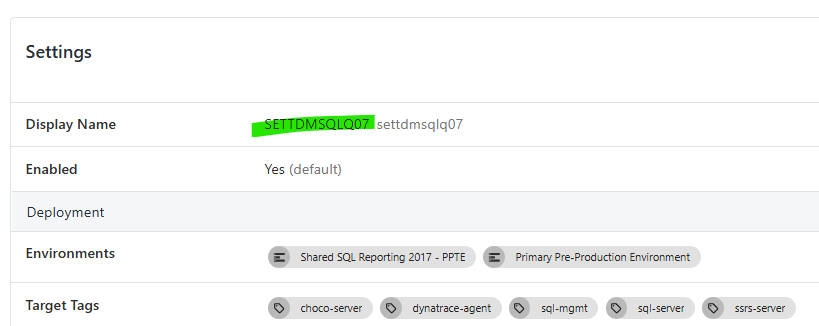 Settings
Display Name SETTDMSQLQ07 settdmsqlq07
Enabled Yes (default)
Deployment
Environments Shared SQL Reporting 2017 - PPTE Primary Pre-Production Environment
Target Tags choco-server dynatrace-agent sql-mgmt sql-server ssrs-server